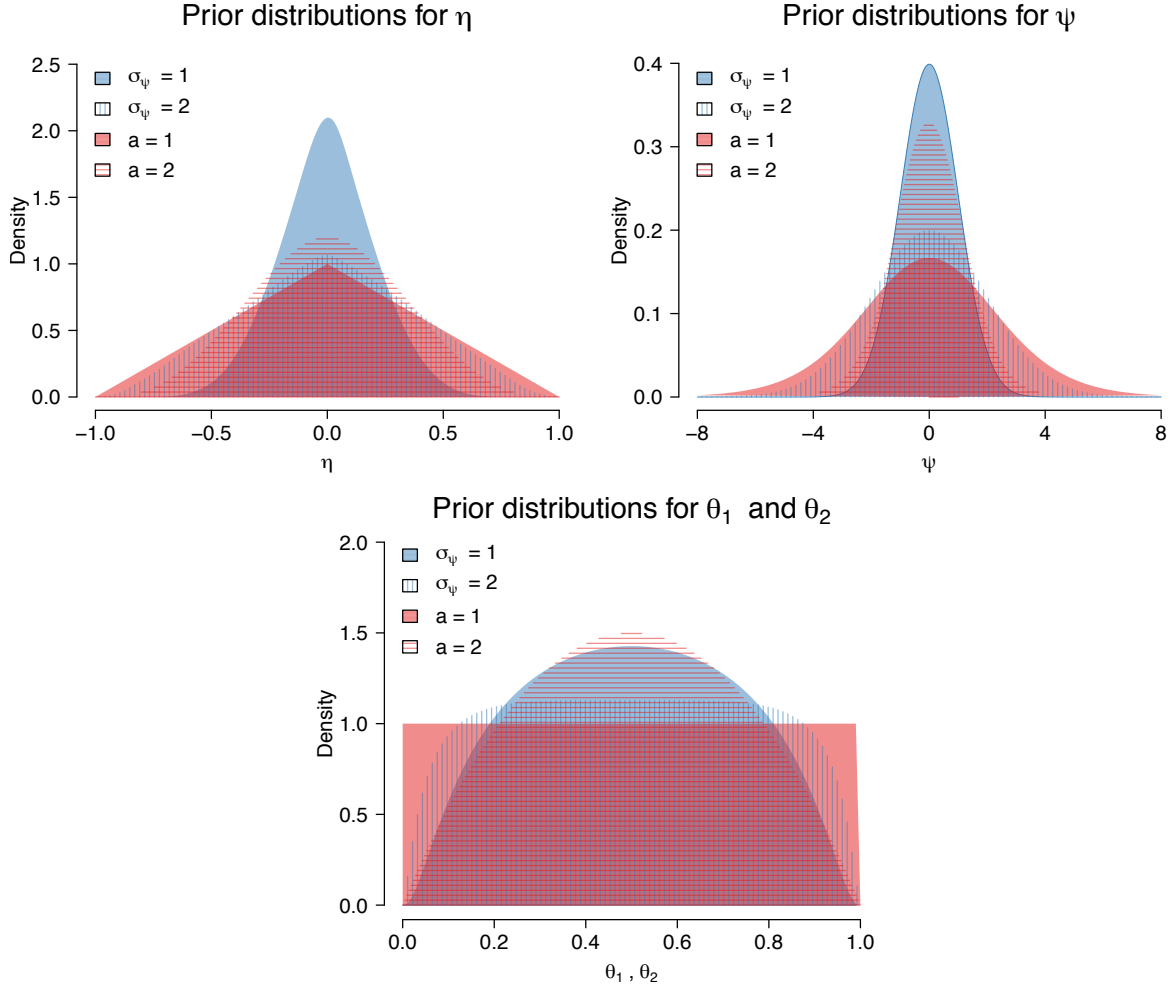 Prior distributions for η
Density
2.5
2.0
1.5
1.0
0.5
0.0
σψ = 1
σψ = 2
a = 1
a = 2
−1.0 −0.5 0.0 0.5 1.0
η
Prior distributions for ψ
Density
0.4
0.3
0.2
0.1
0.0
σψ = 1
σψ = 2
a = 1
a = 2
−8 −4 0 4 8
ψ
Prior distributions for θ1 and θ2
Density
2.0
1.5
1.0
0.5
0.0
σψ = 1
σψ = 2
a = 1
a = 2
0.0 0.2 0.4 0.6 0.8 1.0
θ1 , θ2